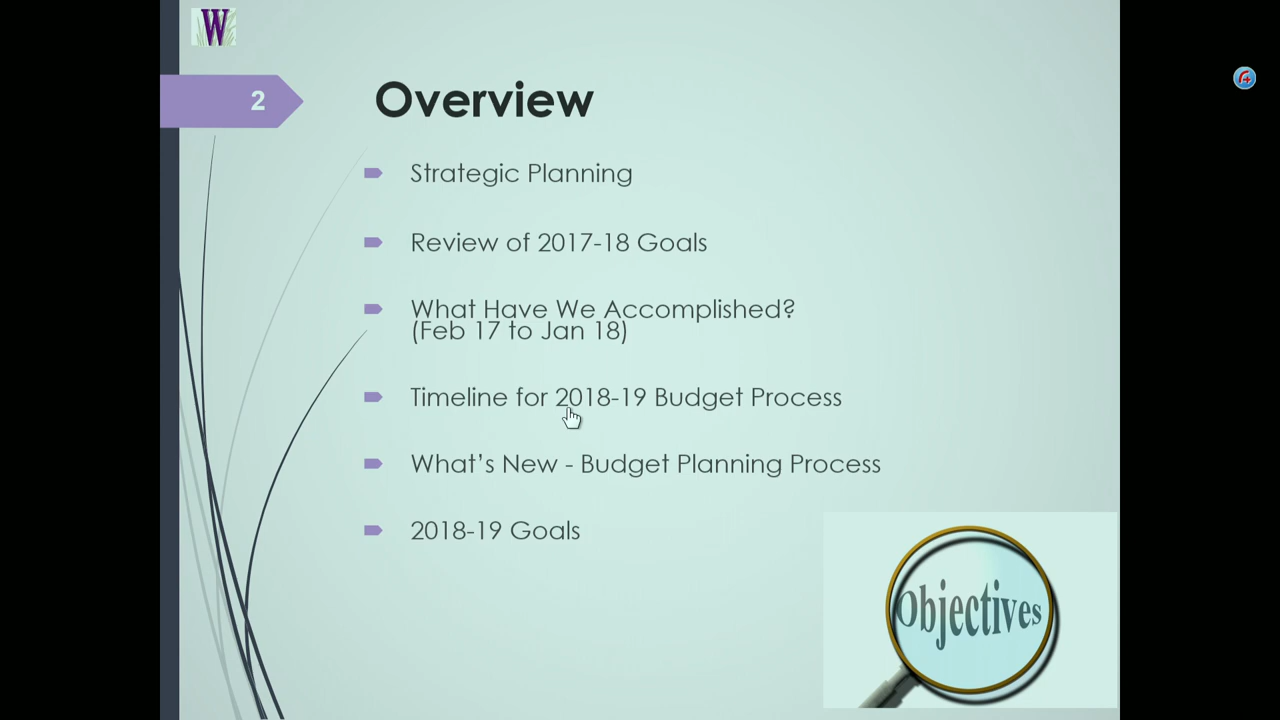 W
2
Overview
Strategic Planning
Review of 2017-18 Goals
What Have We Accomplished?
(Feb 17 to Jan 18)
Timeline for 2018-19 Budget Process
What's New - Budget Planning Process
2018-19 Goals
Objectives